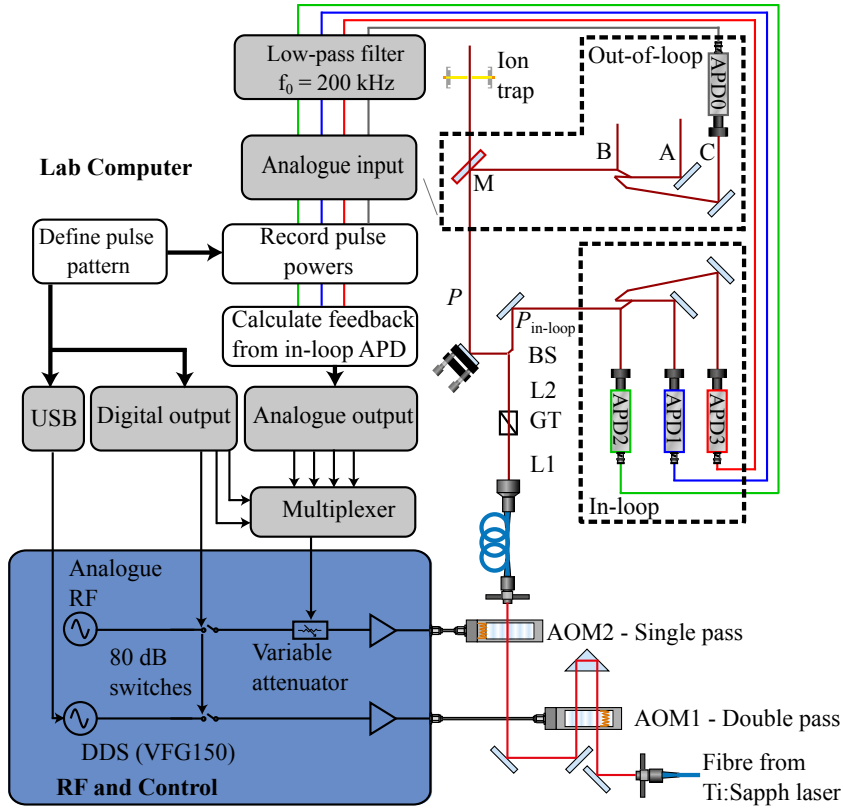 Low-pass filter
f₀ = 200 kHz
Ion
trap
Out-of-loop
APD0
Analogue input
B
A
C
M
Lab Computer
Define pulse
pattern
Record pulse
powers
P
Calculate feedback
from in-loop APD
P in-loop
BS
L2
GT
L1
APD2
APD1
APD3
In-loop
USB
Digital output
Analogue output
Multiplexer
Analogue
RF
80 dB
switches
Variable
attenuator
AOM2 - Single pass
AOM1 - Double pass
DDS (VFG150)
RF and Control
Fibre from
Ti:Sapph laser